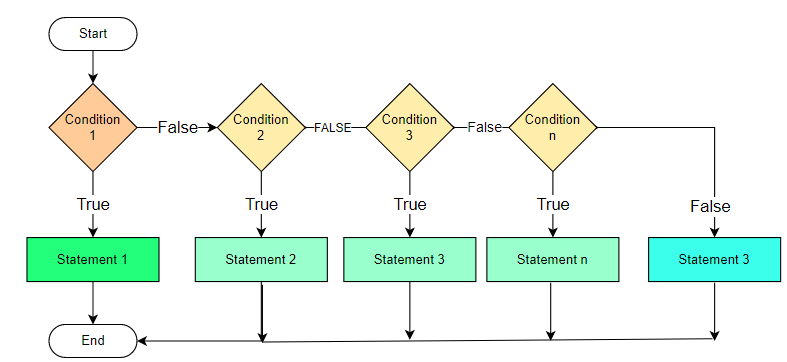 Start
Condition
1
False
Condition
2
FALSE
Condition
3
False
Condition
n
True
True
True
True
False
Statement 1
Statement 2
Statement 3
Statement n
Statement 3
End